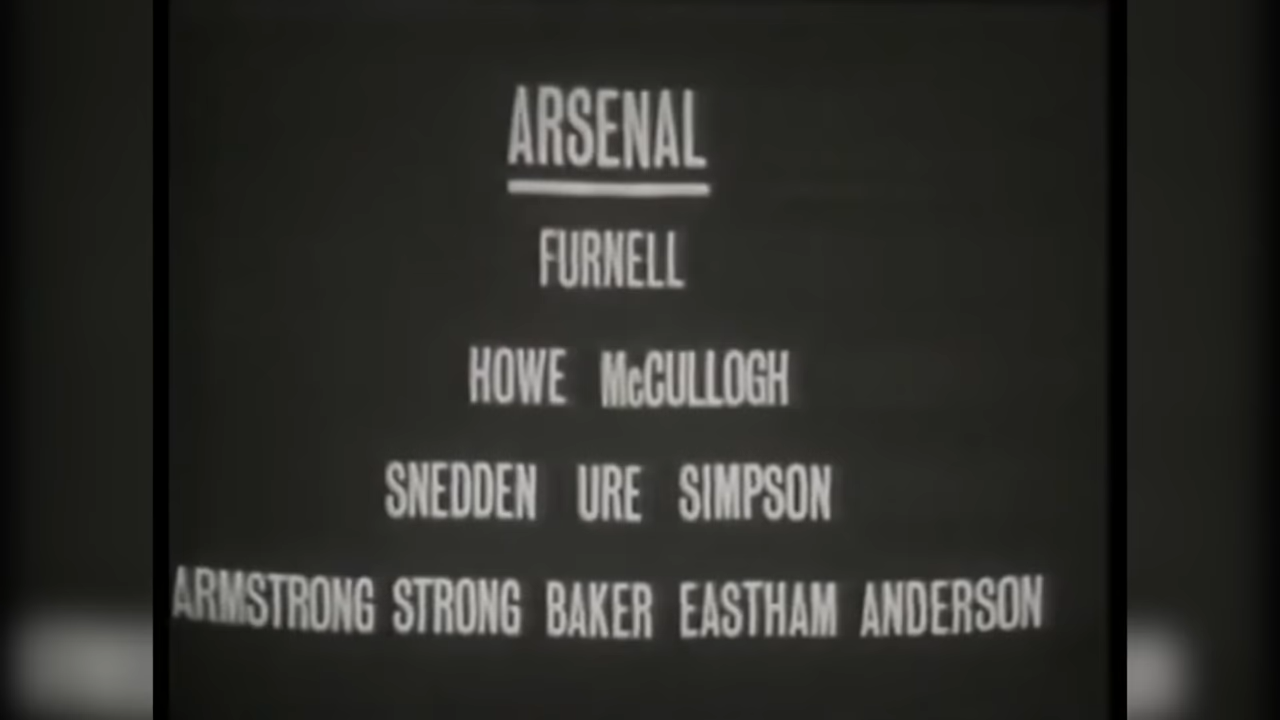 ARSENAL
FURNELL
HOWE McCULLOGH
SNEDDEN URE SIMPSON
ARMSTRONG STRONG BAKER EASTHAM ANDERSON